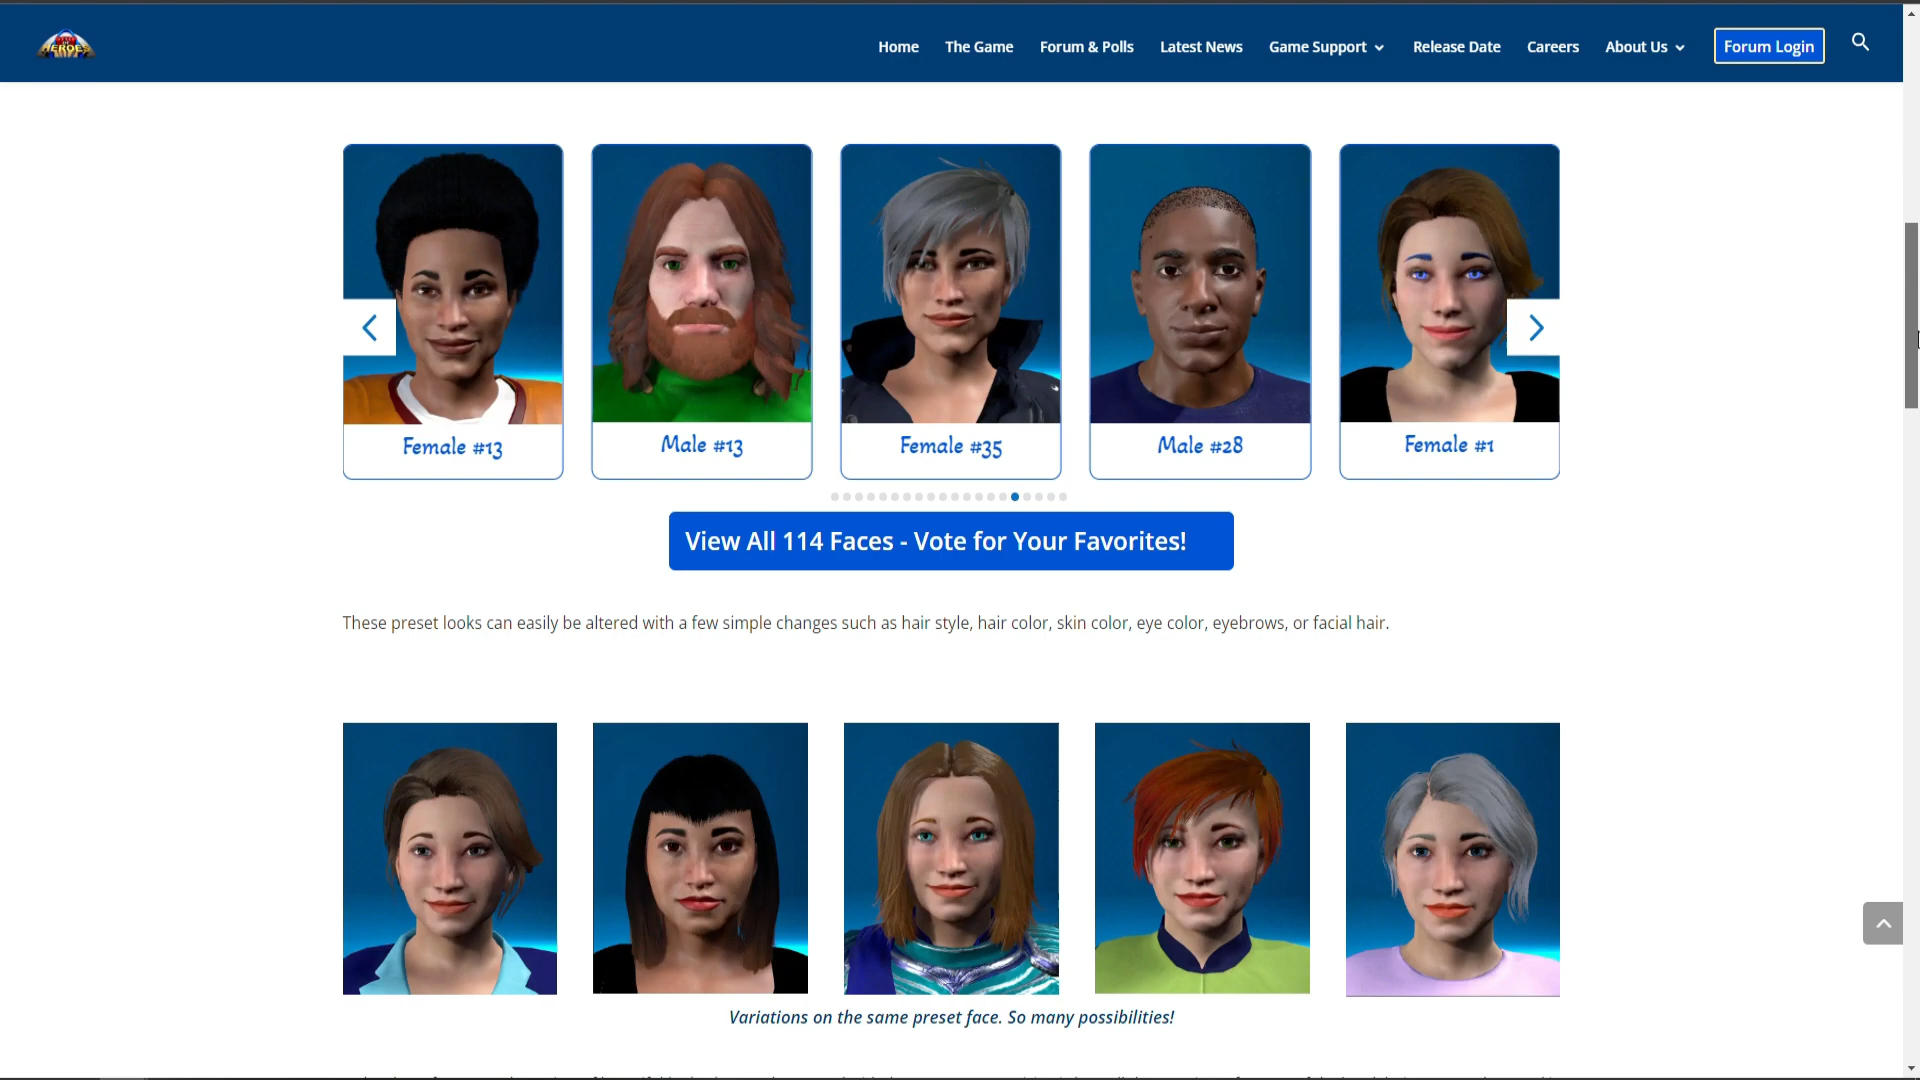 HEROES
Home The Game Forum & Polls Latest News Game Support Release Date Careers About Us Forum Login
Female #13 Male #13 Female #35 Male #28 Female #1
View All 114 Faces - Vote for Your Favorites!
These preset looks can easily be altered with a few simple changes such as hair style, hair color, skin color, eye color, eyebrows, or facial hair.
Variations on the same preset face. So many possibilities!